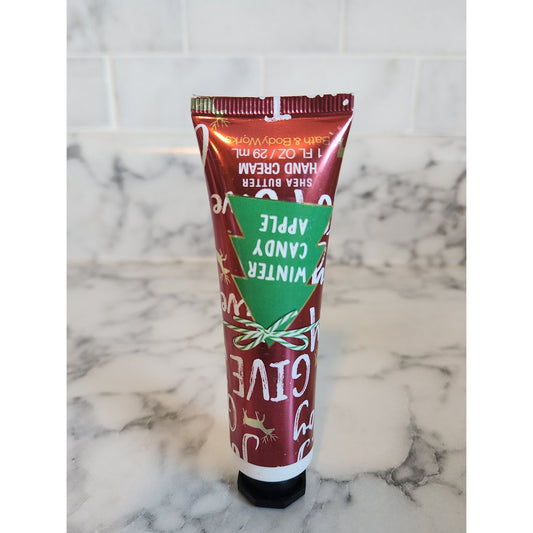 WINTER
CANDY
APPLE
SHEA BUTTER
HAND CREAM
1 FL OZ / 29 mL
Bath & Body Works
GIVE